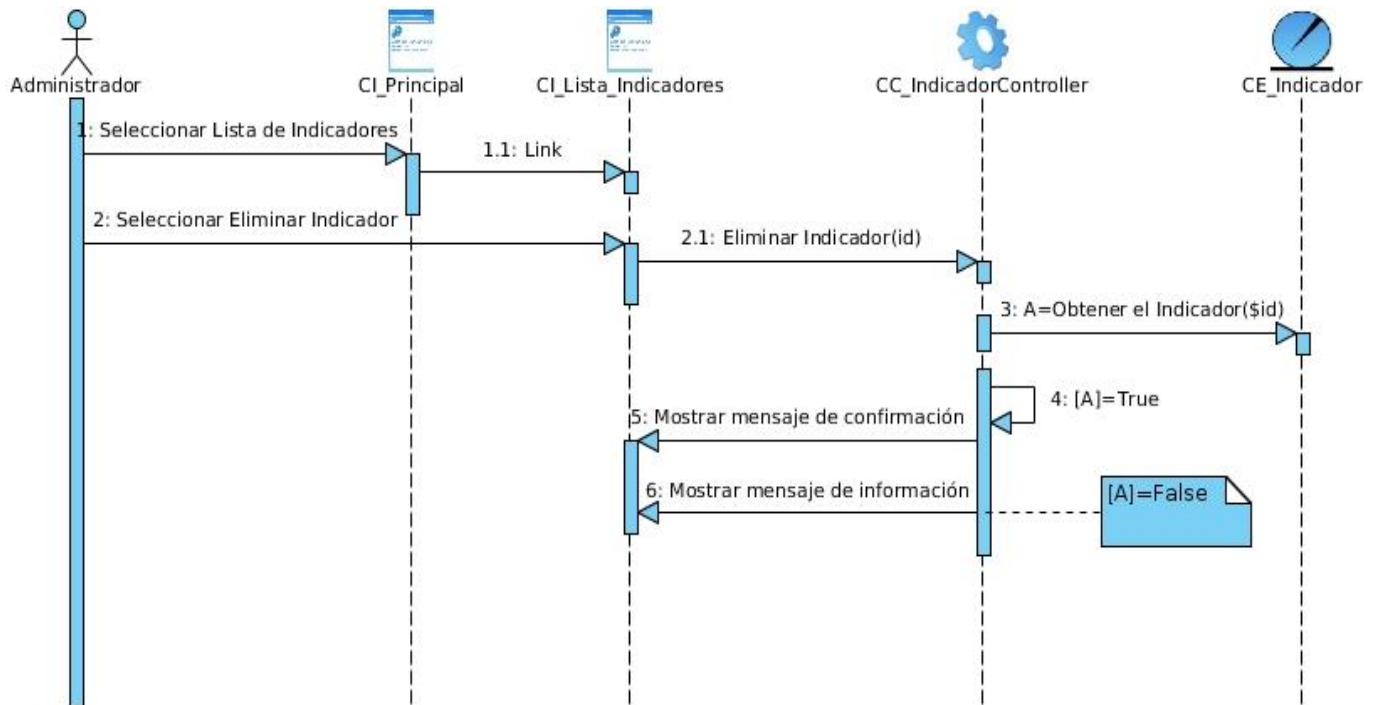 Administrador
CI_Principal
CI_Lista_Indicadores
CC_IndicadorController
CE_Indicador
1: Seleccionar Lista de Indicadores
1.1: Link
2: Seleccionar Eliminar Indicador
2.1: Eliminar Indicador(id)
3: A=Obtener el Indicador($id)
4: [A]=True
5: Mostrar mensaje de confirmación
6: Mostrar mensaje de información
[A]=False